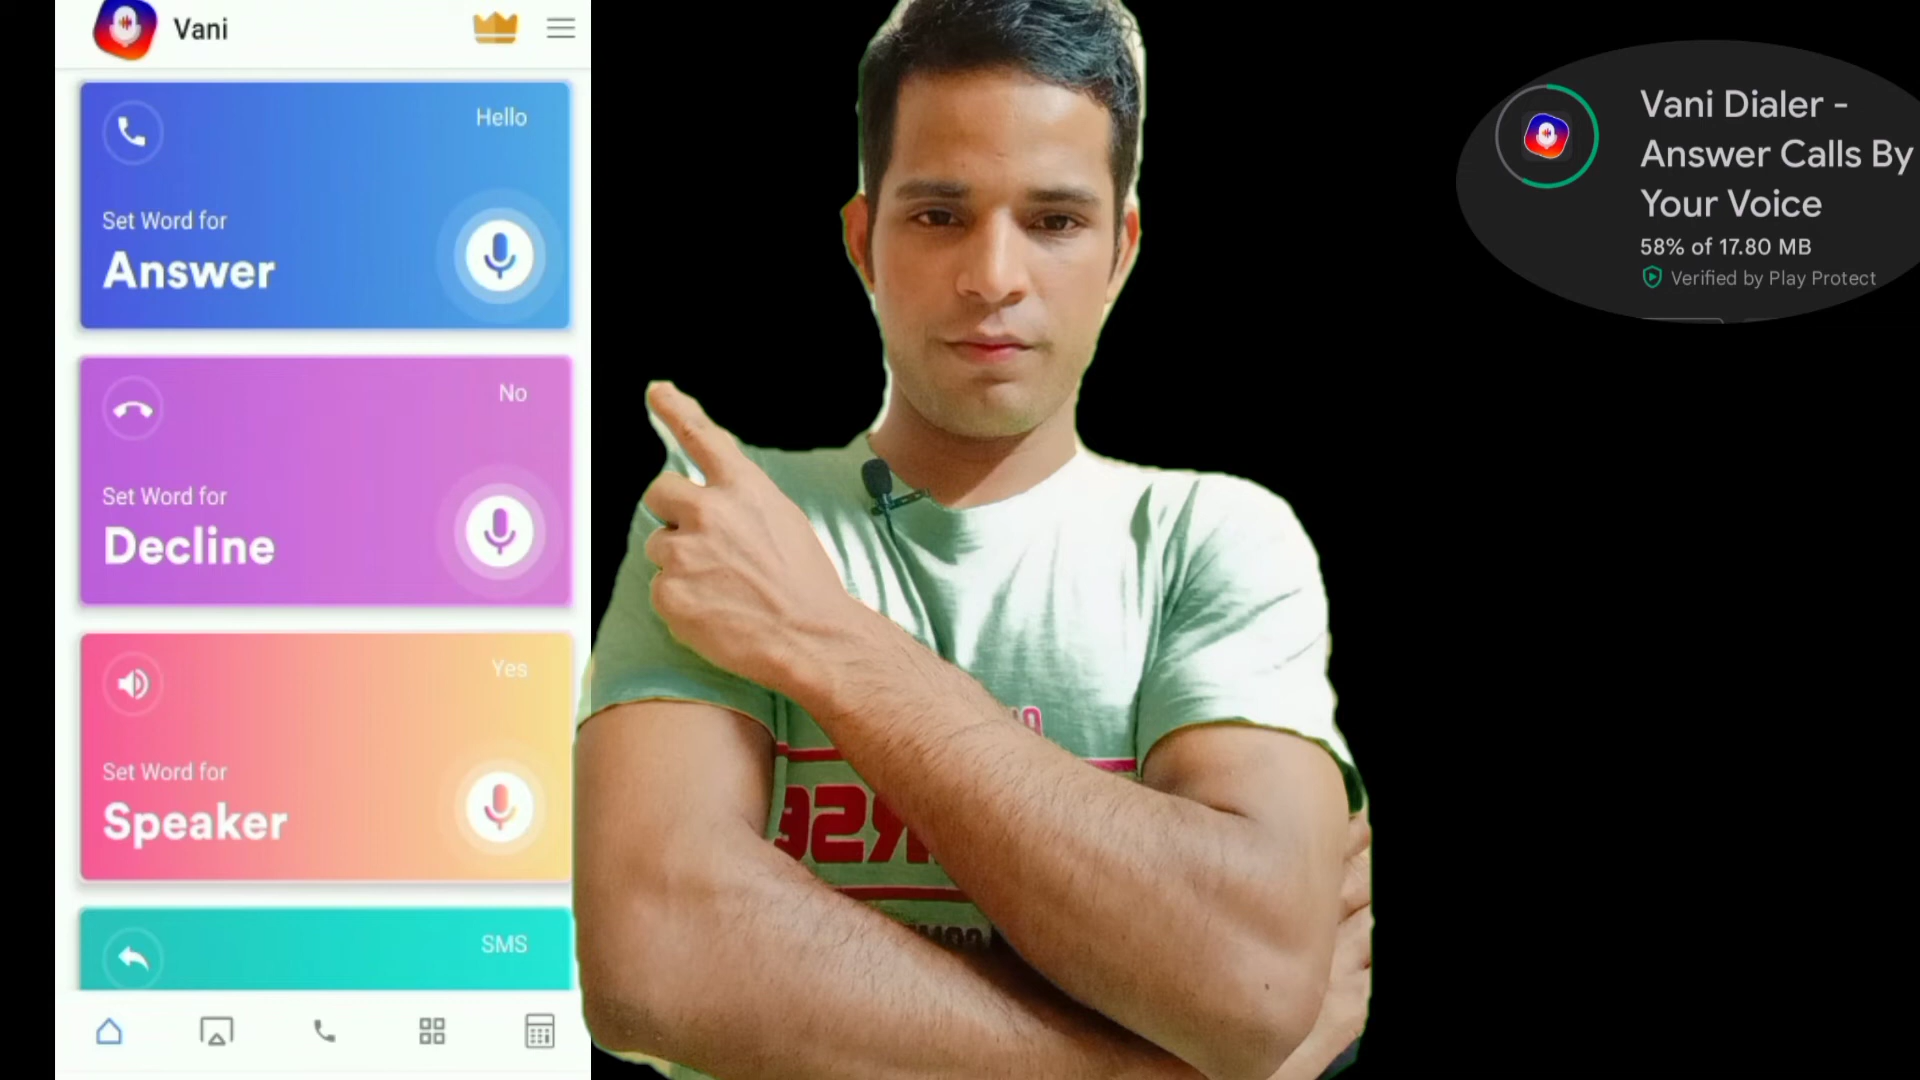 Vani
Hello
Set Word for
Answer
No
Set Word for
Decline
Yes
Set Word for
Speaker
SMS
Vani Dialer -
Answer Calls By
Your Voice
58% of 17.80 MB
Verified by Play Protect